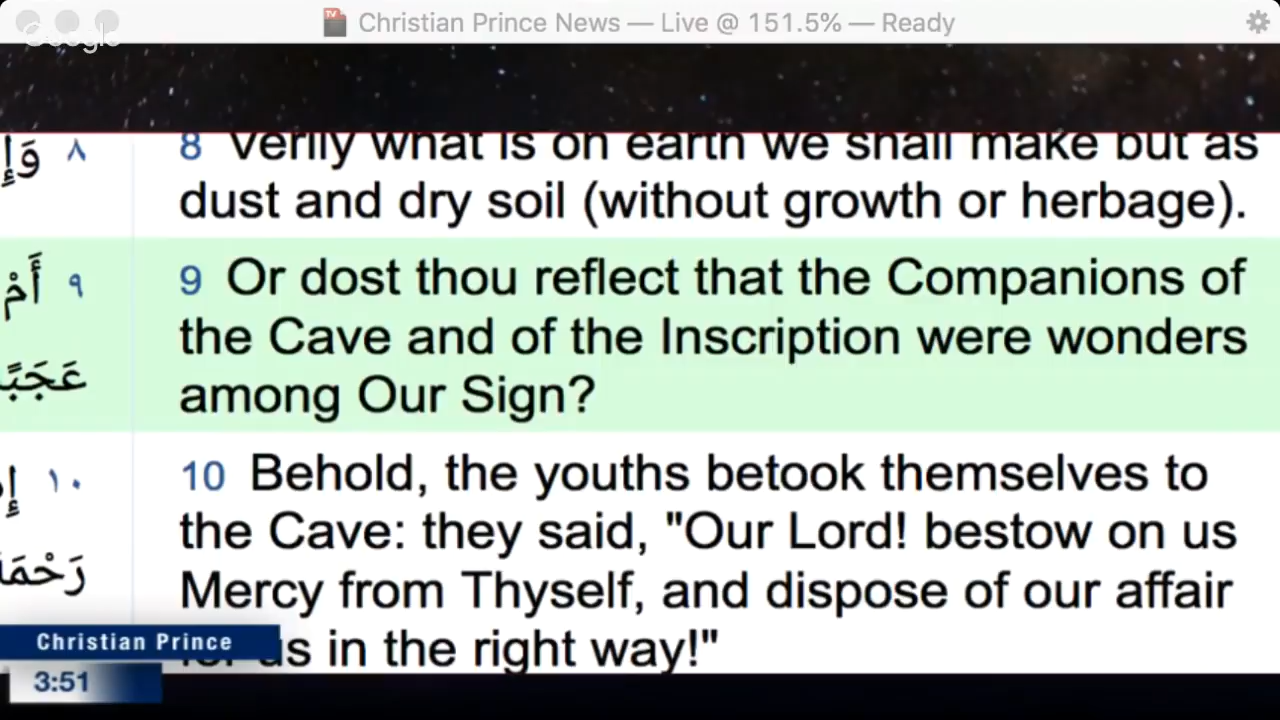 Christian Prince News — Live @ 151.5% — Ready
Google
8 Verily what is on earth we shall make but as
dust and dry soil (without growth or herbage).
٨
9 Or dost thou reflect that the Companions of
the Cave and of the Inscription were wonders
among Our Sign?
٩ أَمْ
10 Behold, the youths betook themselves to
the Cave: they said, "Our Lord! bestow on us
Mercy from Thyself, and dispose of our affair
for us in the right way!"
١٠
Christian Prince
3:51